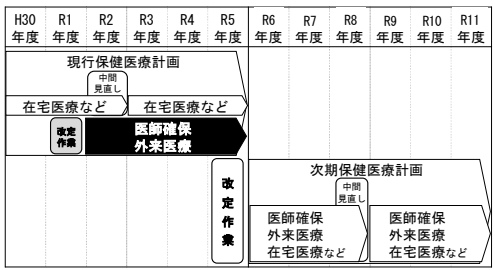 H30 R1 R2 R3 R4 R5 R6 R7 R8 R9 R10 R11
年度 年度 年度 年度 年度 年度 年度 年度 年度 年度 年度 年度
現行保健医療計画
中間
見直し
在宅医療など 在宅医療など
改定
作業
医師確保
外来医療
改
定
作
業
次期保健医療計画
中間
見直し
医師確保
外来医療
在宅医療など
医師確保
外来医療
在宅医療など